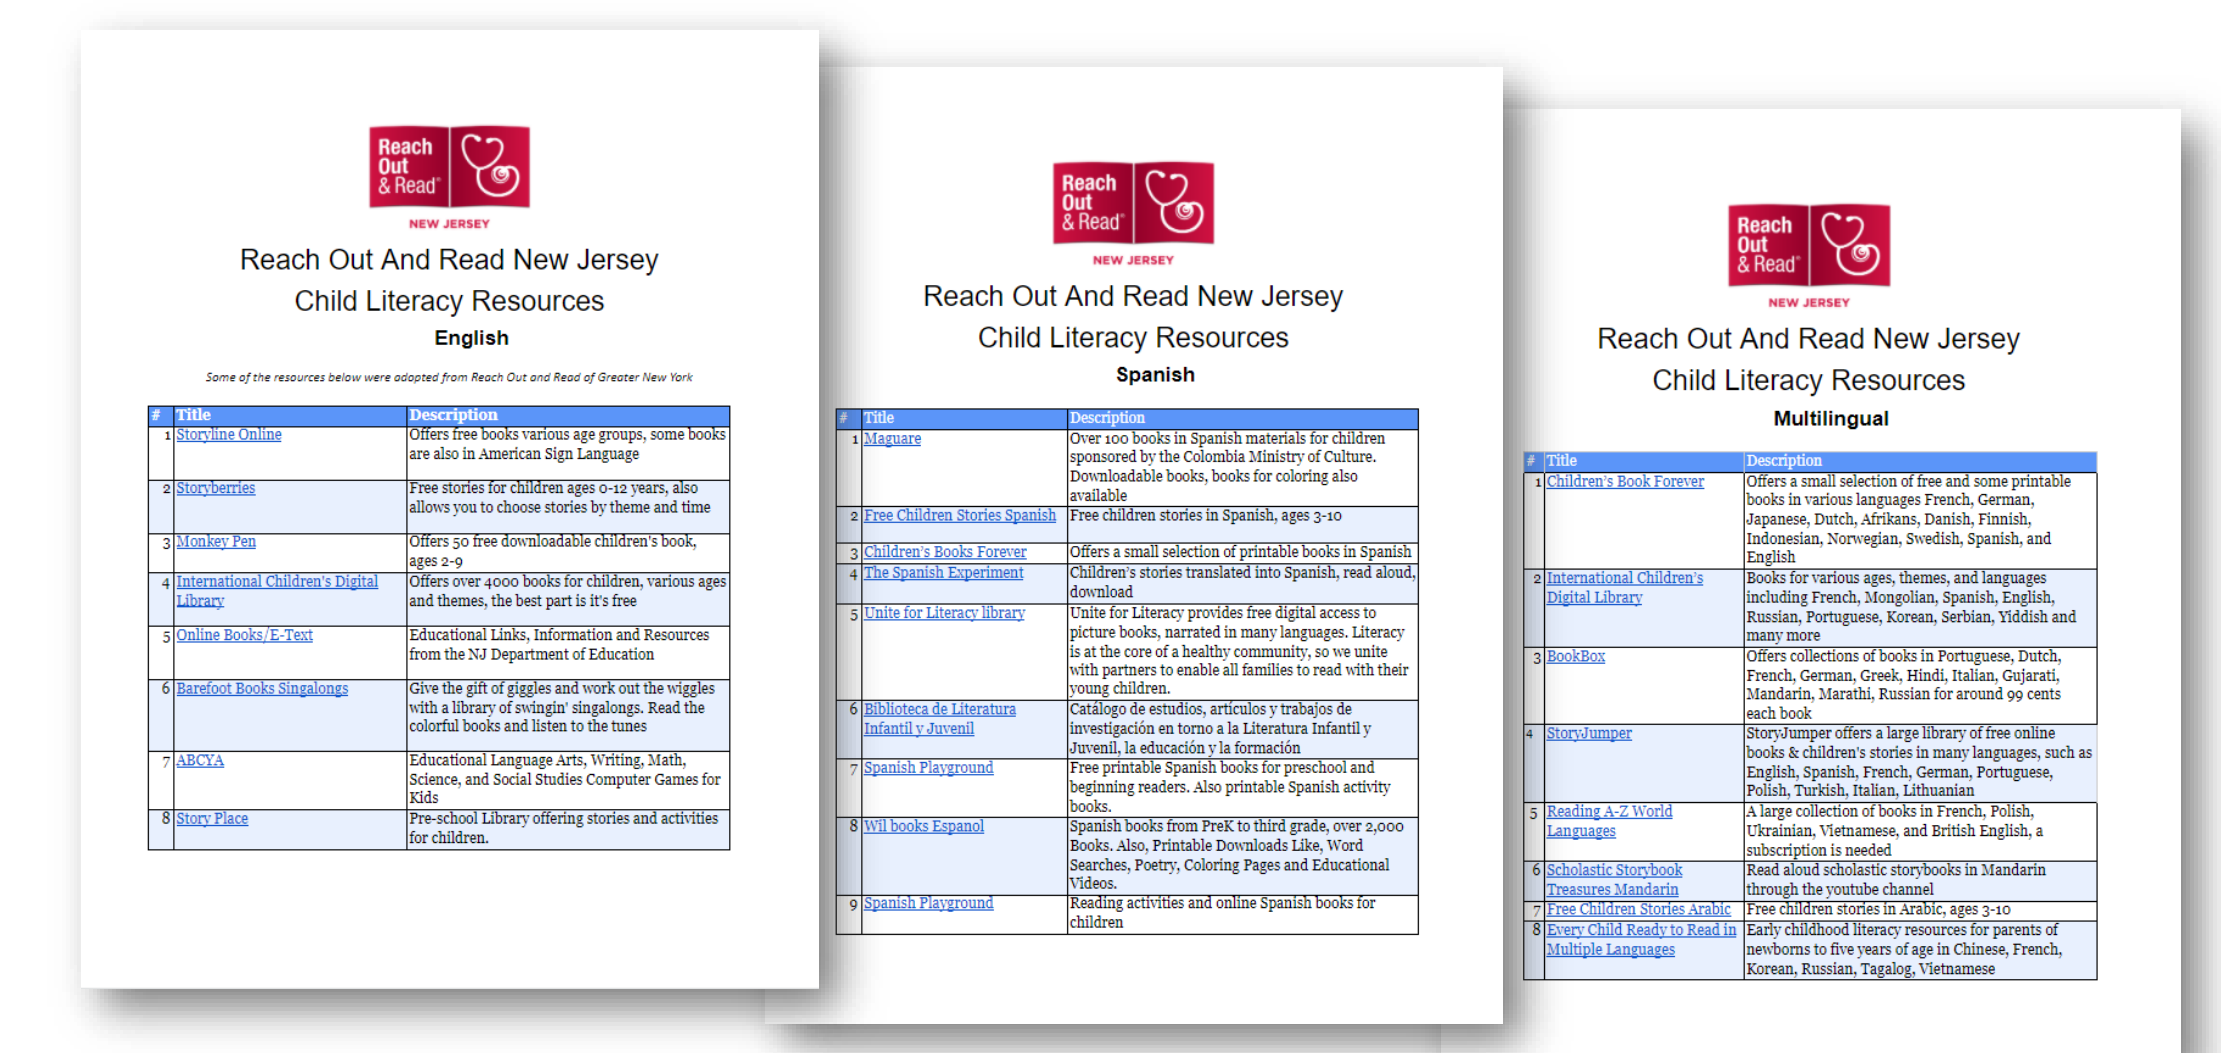 Reach
Out
& Read®
NEW JERSEY
Reach Out And Read New Jersey
Child Literacy Resources
English
Some of the resources below were adopted from Reach Out and Read of Greater New York
# Title Description
1 Storyline Online Offers free books various age groups, some books
are also in American Sign Language
2 Storyberries Free stories for children ages 0-12 years, also
allows you to choose stories by theme and time
3 Monkey Pen Offers 50 free downloadable children's book,
ages 2-9
4 International Children's Digital Offers over 4000 books for children, various ages
Library and themes, the best part is it's free
5 Online Books/E-Text Educational Links, Information and Resources
from the NJ Department of Education
6 Barefoot Books Singalongs Give the gift of giggles and work out the wiggles
with a library of swingin' singalongs. Read the
colorful books and listen to the tunes
7 ABCYA Educational Language Arts, Writing, Math,
Science, and Social Studies Computer Games for
Kids
8 Story Place Pre-school Library offering stories and activities
for children.
Reach
Out
& Read®
NEW JERSEY
Reach Out And Read New Jersey
Child Literacy Resources
Spanish
# Title Description
1 Maguare Over 100 books in Spanish materials for children
sponsored by the Colombia Ministry of Culture.
Downloadable books, books for coloring also
available
2 Free Children Stories Spanish Free children stories in Spanish, ages 3-10
3 Children's Books Forever Offers a small selection of printable books in Spanish
4 The Spanish Experiment Children's stories translated into Spanish, read aloud,
download
5 Unite for Literacy library Unite for Literacy provides free digital access to
picture books, narrated in many languages. Literacy
is at the core of a healthy community, so we unite
with partners to enable all families to read with their
young children.
6 Biblioteca de Literatura Catálogo de estudios, artículos y trabajos de
Infantil y Juvenil investigación en torno a la Literatura Infantil y
Juvenil, la educación y la formación
7 Spanish Playground Free printable Spanish books for preschool and
beginning readers. Also printable Spanish activity
books.
8 Wil books Espanol Spanish books from PreK to third grade, over 2,000
Books. Also, Printable Downloads Like, Word
Searches, Poetry, Coloring Pages and Educational
Videos.
9 Spanish Playground Reading activities and online Spanish books for
children
Reach
Out
& Read®
NEW JERSEY
Reach Out And Read New Jersey
Child Literacy Resources
Multilingual
# Title Description
1 Children's Book Forever Offers a small selection of free and some printable
books in various languages French, German,
Japanese, Dutch, Afrikans, Danish, Finnish,
Indonesian, Norwegian, Swedish, Spanish, and
English
2 International Children's Books for various ages, themes, and languages
Digital Library including French, Mongolian, Spanish, English,
Russian, Portuguese, Korean, Serbian, Yiddish and
many more
3 BookBox Offers collections of books in Portuguese, Dutch,
French, German, Greek, Hindi, Italian, Gujarati,
Mandarin, Marathi, Russian for around 99 cents
each book
4 StoryJumper StoryJumper offers a large library of free online
books & children's stories in many languages, such as
English, Spanish, French, German, Portuguese,
Polish, Turkish, Italian, Lithuanian
5 Reading A-Z World A large collection of books in French, Polish,
Languages Ukrainian, Vietnamese, and British English, a
subscription is needed
6 Scholastic Storybook Read aloud scholastic storybooks in Mandarin
Treasures Mandarin through the youtube channel
7 Free Children Stories Arabic Free children stories in Arabic, ages 3-10
8 Every Child Ready to Read in Early childhood literacy resources for parents of
Multiple Languages newborns to five years of age in Chinese, French,
Korean, Russian, Tagalog, Vietnamese